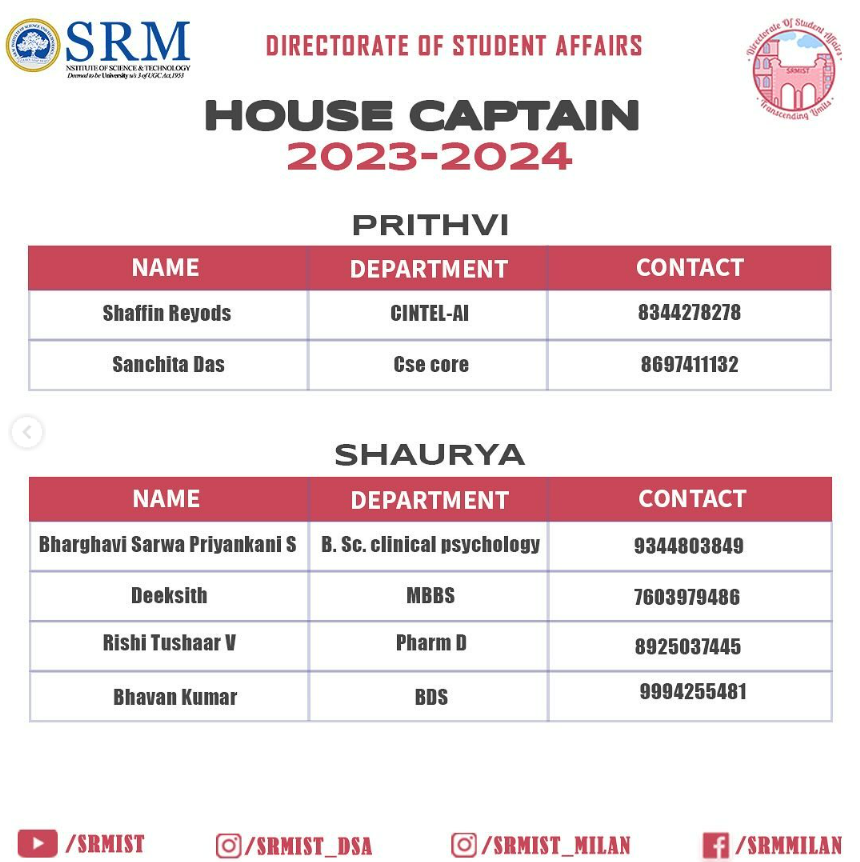 SRM
INSTITUTE OF SCIENCE & TECHNOLOGY
Deemed to be University u/s 3 of UGC Act, 1956
DIRECTORATE OF STUDENT AFFAIRS
Directorate Of Student Affairs
SRMIST
Transcending Limits
HOUSE CAPTAIN
2023-2024
PRITHVI
NAME DEPARTMENT CONTACT
Shaffin Reyods CINTEL-AI 8344278278
Sanchita Das Cse core 8697411132
SHAURYA
NAME DEPARTMENT CONTACT
Bharghavi Sarwa Priyankani S B. Sc. clinical psychology 9344803849
Deeksith MBBS 7603979486
Rishi Tushaar V Pharm D 8925037445
Bhavan Kumar BDS 9994255481
/SRMIST /SRMIST_DSA /SRMIST_MILAN /SRMMILAN